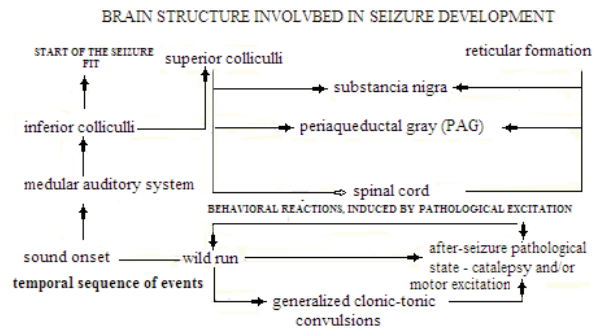 BRAIN STRUCTURE INVOLVBED IN SEIZURE DEVELOPMENT
START OF THE SEIZURE
FIT
superior colliculli
reticular formation
substancia nigra
inferior colliculli
periaqueductal gray (PAG)
medular auditory system
spinal cord
BEHAVIORAL REACTIONS, INDUCED BY PATHOLOGICAL EXCITATION
sound onset
wild run
after-seizure pathological
state - catalepsy and/or
motor excitation
temporal sequence of events
generalized clonic-tonic
convulsions